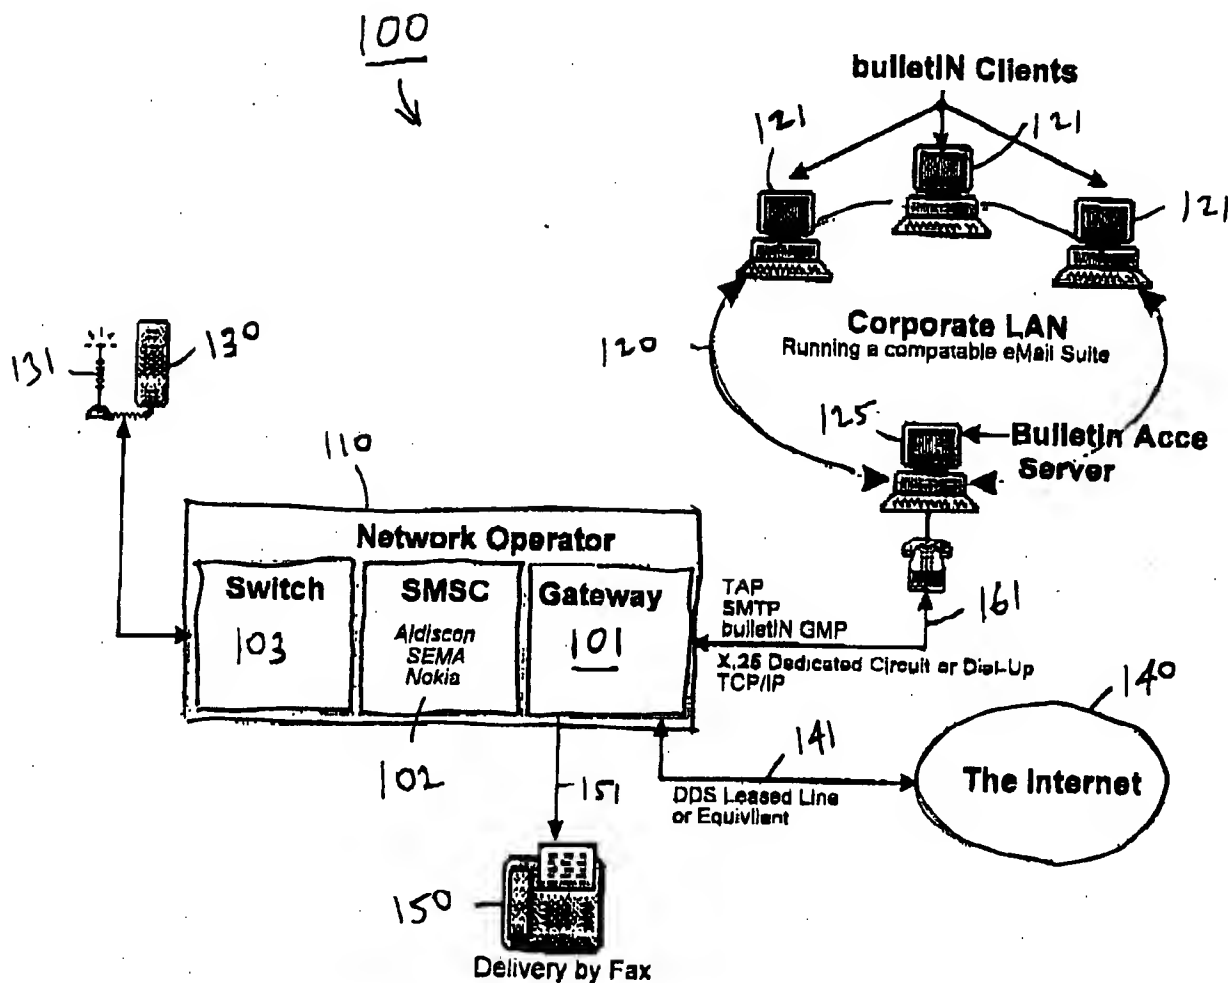 100
bulletIN Clients
121
121
121
131
130
120
Corporate LAN
Running a compatable eMail Suite
125
Bulletin Acce
Server
110
Network Operator
Switch
103
SMSC
Aldiscon
SEMA
Nokia
Gateway
101
TAP
SMTP
bulletIN GMP
161
X.25 Dedicated Circuit or Dial-Up
TCP/IP
140
102
151
141
The Internet
DDS Leased Line
or Equivilent
150
Delivery by Fax